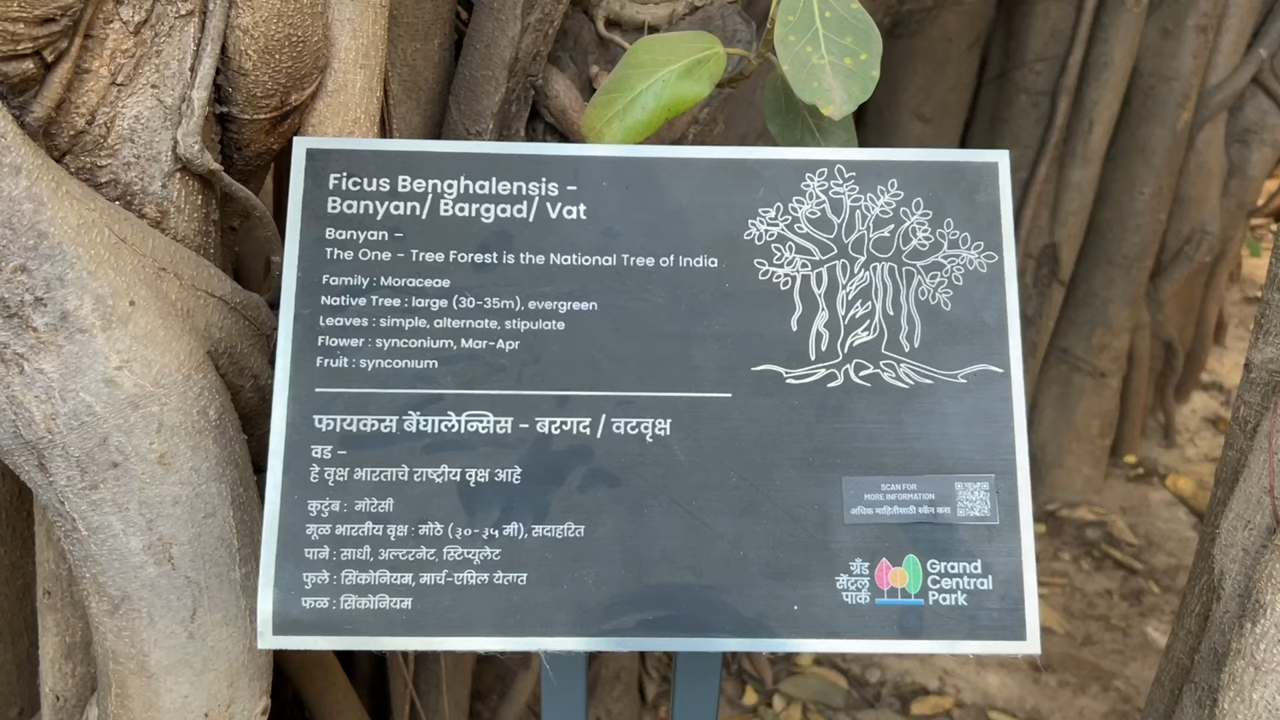 Ficus Benghalensis -
Banyan/ Bargad/ Vat
Banyan -
The One - Tree Forest is the National Tree of India
Family : Moraceae
Native Tree : large (30-35m), evergreen
Leaves : simple, alternate, stipulate
Flower : synconium, Mar-Apr
Fruit : synconium
फायकस बेंघालेन्सिस - बरगद / वटवृक्ष
वड -
हे वृक्ष भारताचे राष्ट्रीय वृक्ष आहे
कुटुंब : मोरेसी
मूळ भारतीय वृक्ष : मोठे (३०-३५ मी), सदाहरित
पाने : साधी, अल्टरनेट, स्टिप्यूलेट
फुले : सिंकोनियम, मार्च-एप्रिल येतात
फळ : सिंकोनियम
SCAN FOR
MORE INFORMATION
अधिक माहितीसाठी स्कॅन करा
ग्रँड
सेंट्रल
पार्क
Grand
Central
Park